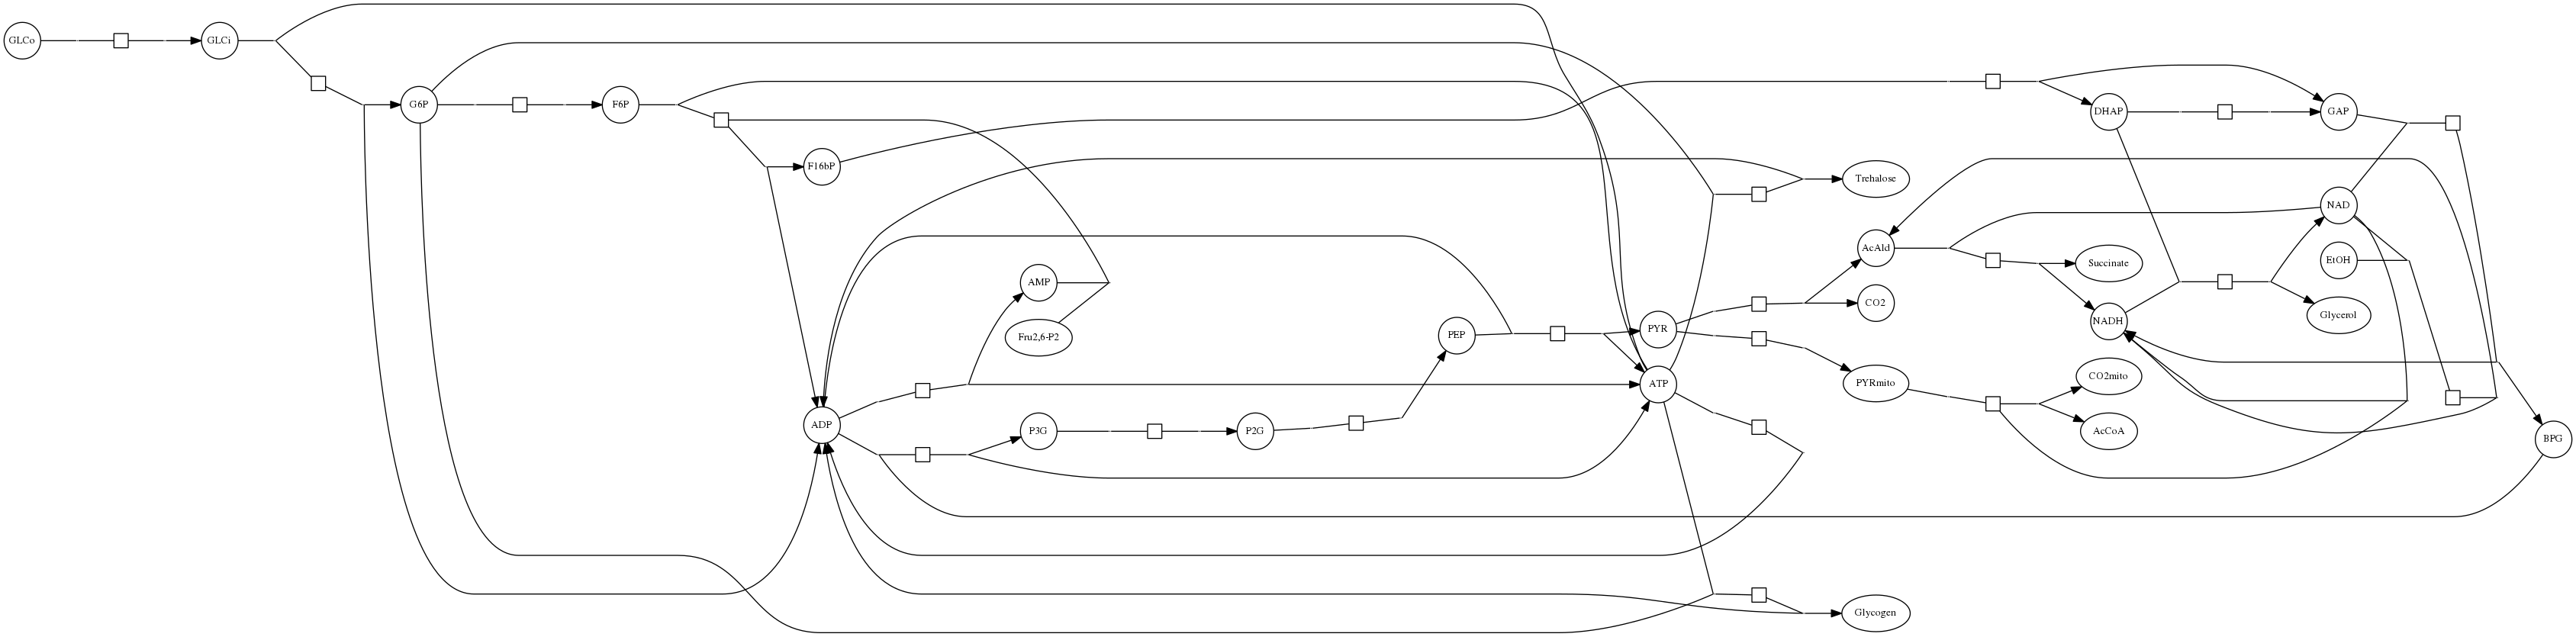 GLCo
GLCi
G6P
F6P
F16bP
DHAP
GAP
Trehalose
NAD
AcAld
Succinate
EtOH
AMP
CO2
Fru2,6-P2
PEP
PYR
NADH
Glycerol
ATP
PYRmito
CO2mito
ADP
P3G
P2G
AcCoA
BPG
Glycogen